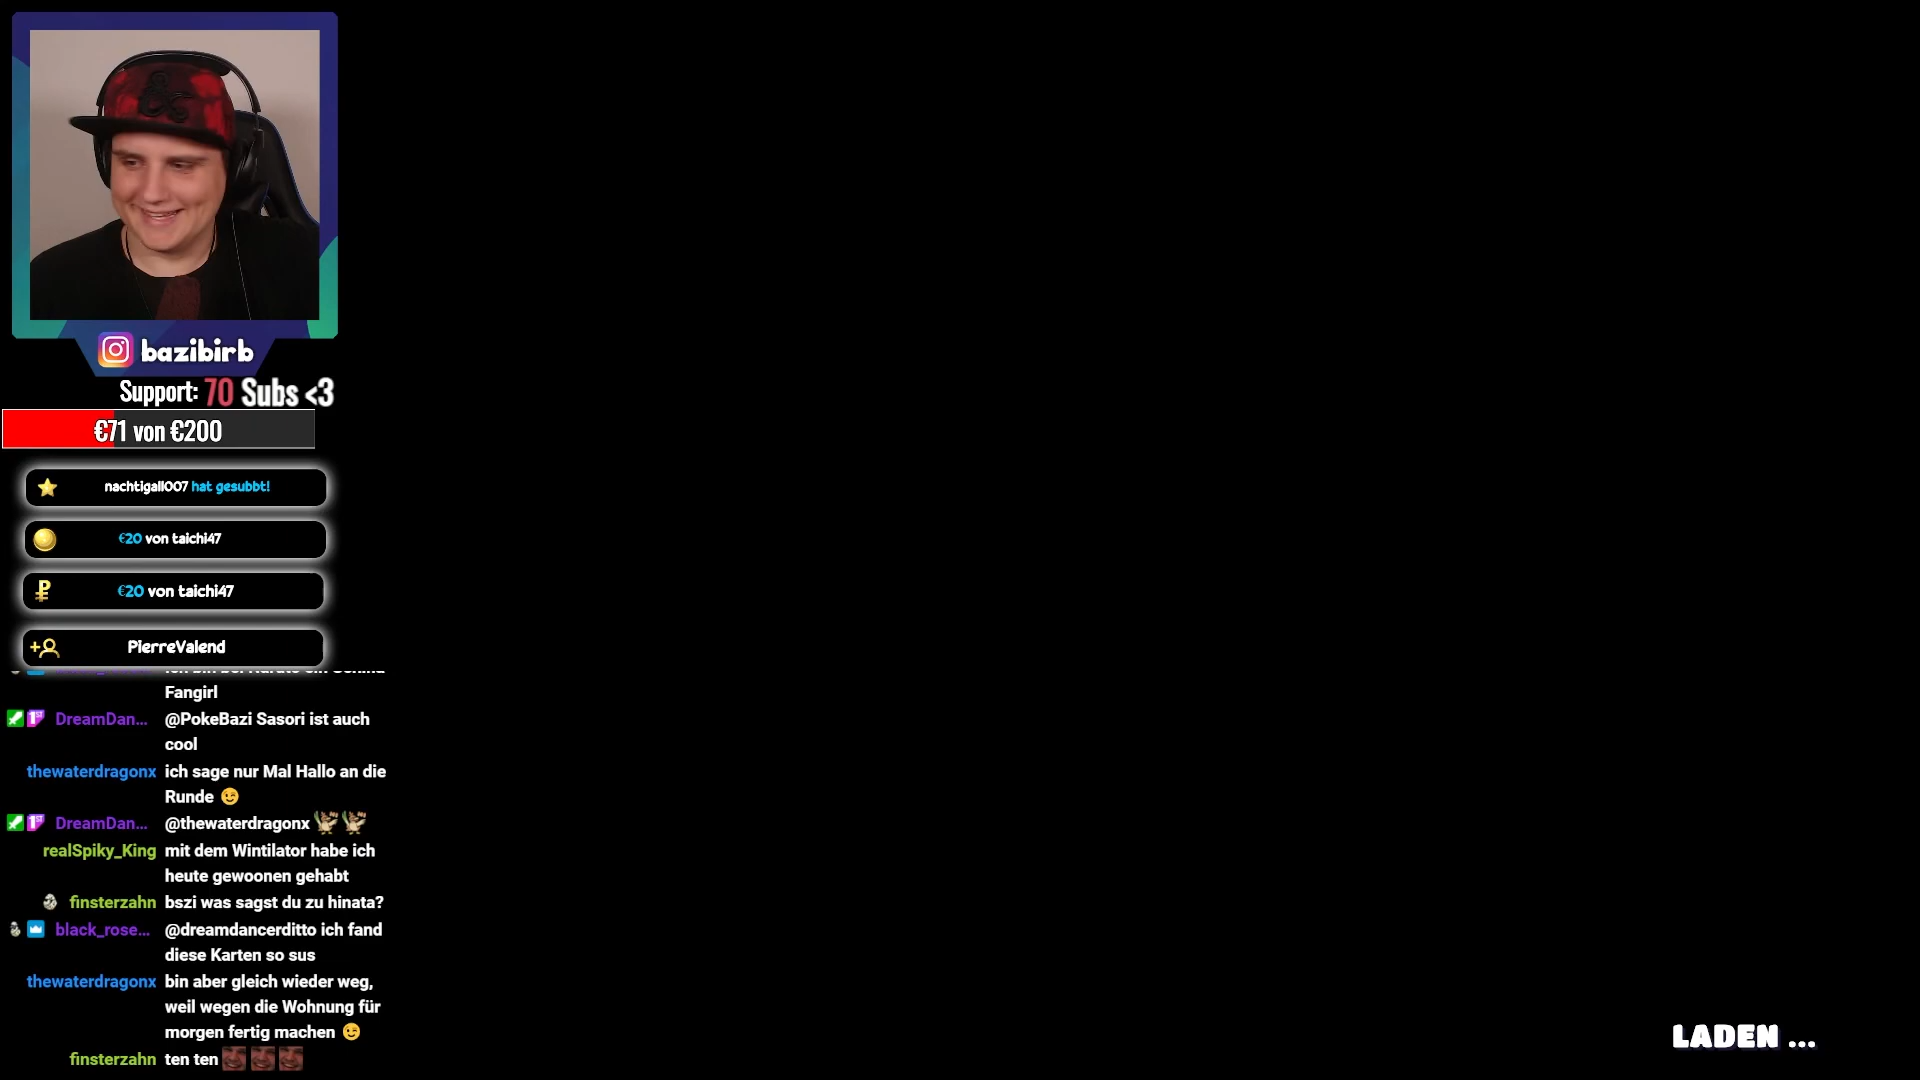 bazibirb
Support: 70 Subs <3
€71 von €200
nachtigall007 hat gesubbt!
€20 von taichi47
€20 von taichi47
PierreValend
Fangirl
DreamDan... @PokeBazi Sasori ist auch
cool
thewaterdragonx ich sage nur Mal Hallo an die
Runde 😉
DreamDan... @thewaterdragonx
realSpiky_King mit dem Wintilator habe ich
heute gewoonen gehabt
finsterzahn bszi was sagst du zu hinata?
black_rose... @dreamdancerditto ich fand
diese Karten so sus
thewaterdragonx bin aber gleich wieder weg,
weil wegen die Wohnung für
morgen fertig machen 😉
finsterzahn ten ten
LADEN ...